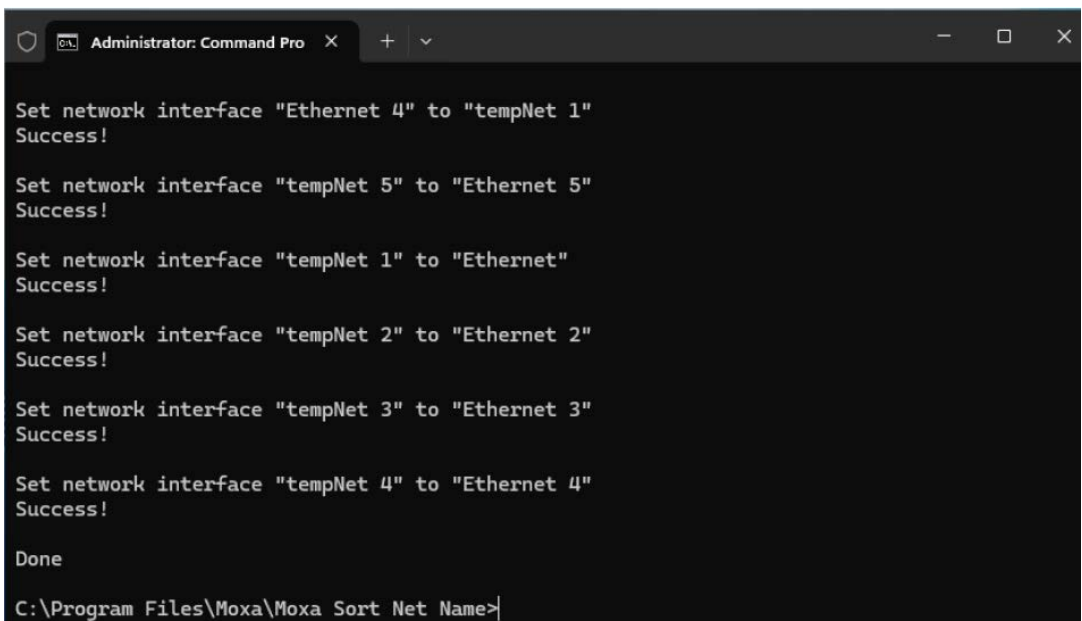 Administrator: Command Pro
Set network interface "Ethernet 4" to "tempNet 1"
Success!
Set network interface "tempNet 5" to "Ethernet 5"
Success!
Set network interface "tempNet 1" to "Ethernet"
Success!
Set network interface "tempNet 2" to "Ethernet 2"
Success!
Set network interface "tempNet 3" to "Ethernet 3"
Success!
Set network interface "tempNet 4" to "Ethernet 4"
Success!
Done
C:\Program Files\Moxa\Moxa Sort Net Name>